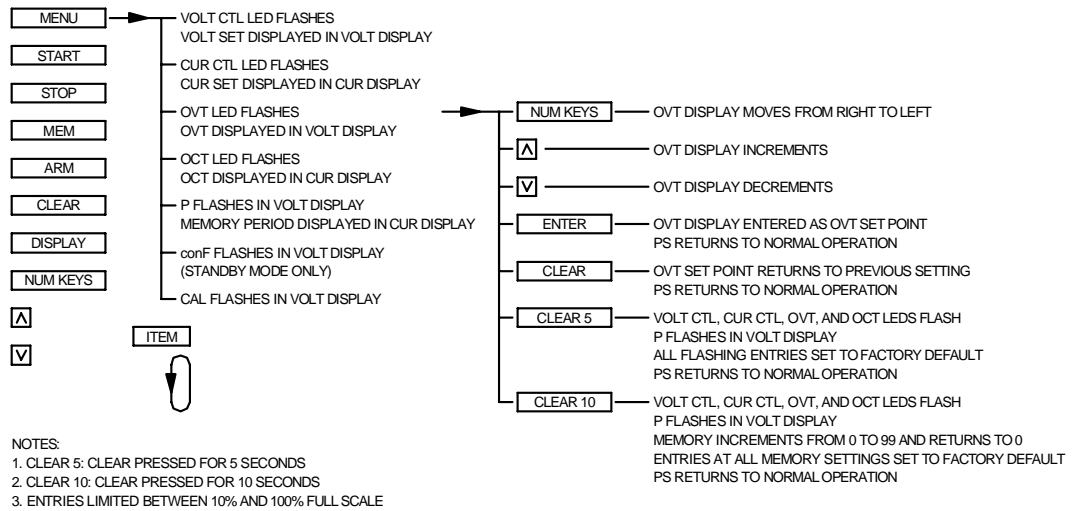 MENU
START
STOP
MEM
ARM
CLEAR
DISPLAY
NUM KEYS
VOLT CTL LED FLASHES
VOLT SET DISPLAYED IN VOLT DISPLAY
CUR CTL LED FLASHES
CUR SET DISPLAYED IN CUR DISPLAY
OVT LED FLASHES
OVT DISPLAYED IN VOLT DISPLAY
OCT LED FLASHES
OCT DISPLAYED IN CUR DISPLAY
P FLASHES IN VOLT DISPLAY
MEMORY PERIOD DISPLAYED IN CUR DISPLAY
conF FLASHES IN VOLT DISPLAY
(STANDBY MODE ONLY)
CAL FLASHES IN VOLT DISPLAY
ITEM
NUM KEYS
OVT DISPLAY MOVES FROM RIGHT TO LEFT
OVT DISPLAY INCREMENTS
OVT DISPLAY DECREMENTS
ENTER
OVT DISPLAY ENTERED AS OVT SET POINT
PS RETURNS TO NORMAL OPERATION
CLEAR
OVT SET POINT RETURNS TO PREVIOUS SETTING
PS RETURNS TO NORMAL OPERATION
CLEAR 5
VOLT CTL, CUR CTL, OVT, AND OCT LEDS FLASH
P FLASHES IN VOLT DISPLAY
ALL FLASHING ENTRIES SET TO FACTORY DEFAULT
PS RETURNS TO NORMAL OPERATION
CLEAR 10
VOLT CTL, CUR CTL, OVT, AND OCT LEDS FLASH
P FLASHES IN VOLT DISPLAY
MEMORY INCREMENTS FROM 0 TO 99 AND RETURNS TO 0
ENTRIES AT ALL MEMORY SETTINGS SET TO FACTORY DEFAULT
PS RETURNS TO NORMAL OPERATION
NOTES:
1. CLEAR 5: CLEAR PRESSED FOR 5 SECONDS
2. CLEAR 10: CLEAR PRESSED FOR 10 SECONDS
3. ENTRIES LIMITED BETWEEN 10% AND 100% FULL SCALE